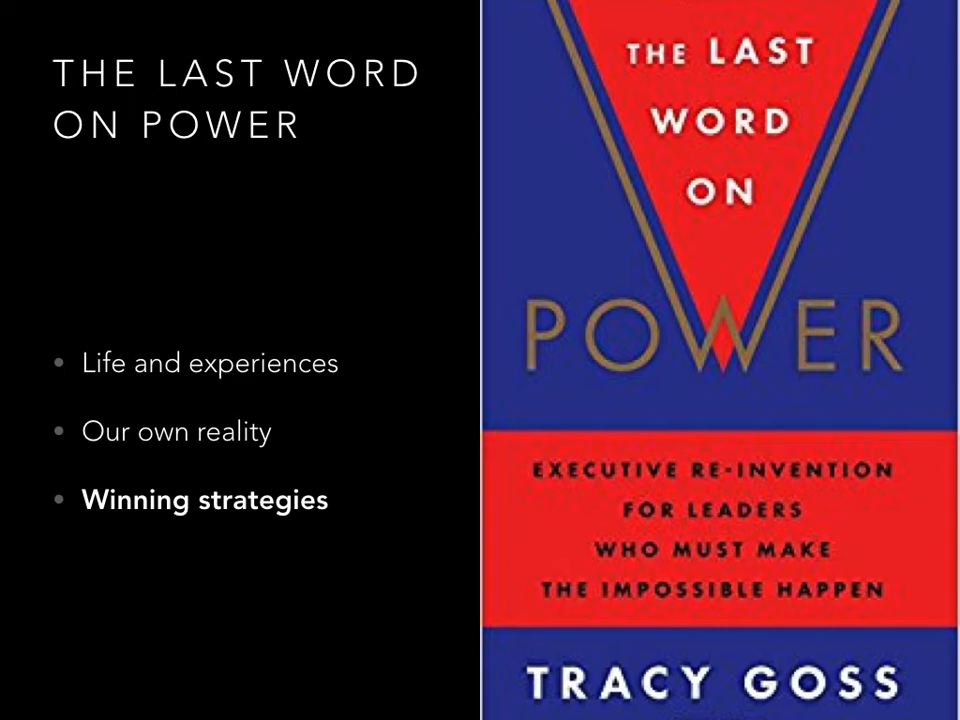 THE LAST WORD
ON POWER
• Life and experiences
• Our own reality
• Winning strategies
THE LAST
WORD
ON
POWER
EXECUTIVE RE-INVENTION
FOR LEADERS
WHO MUST MAKE
THE IMPOSSIBLE HAPPEN
TRACY GOSS